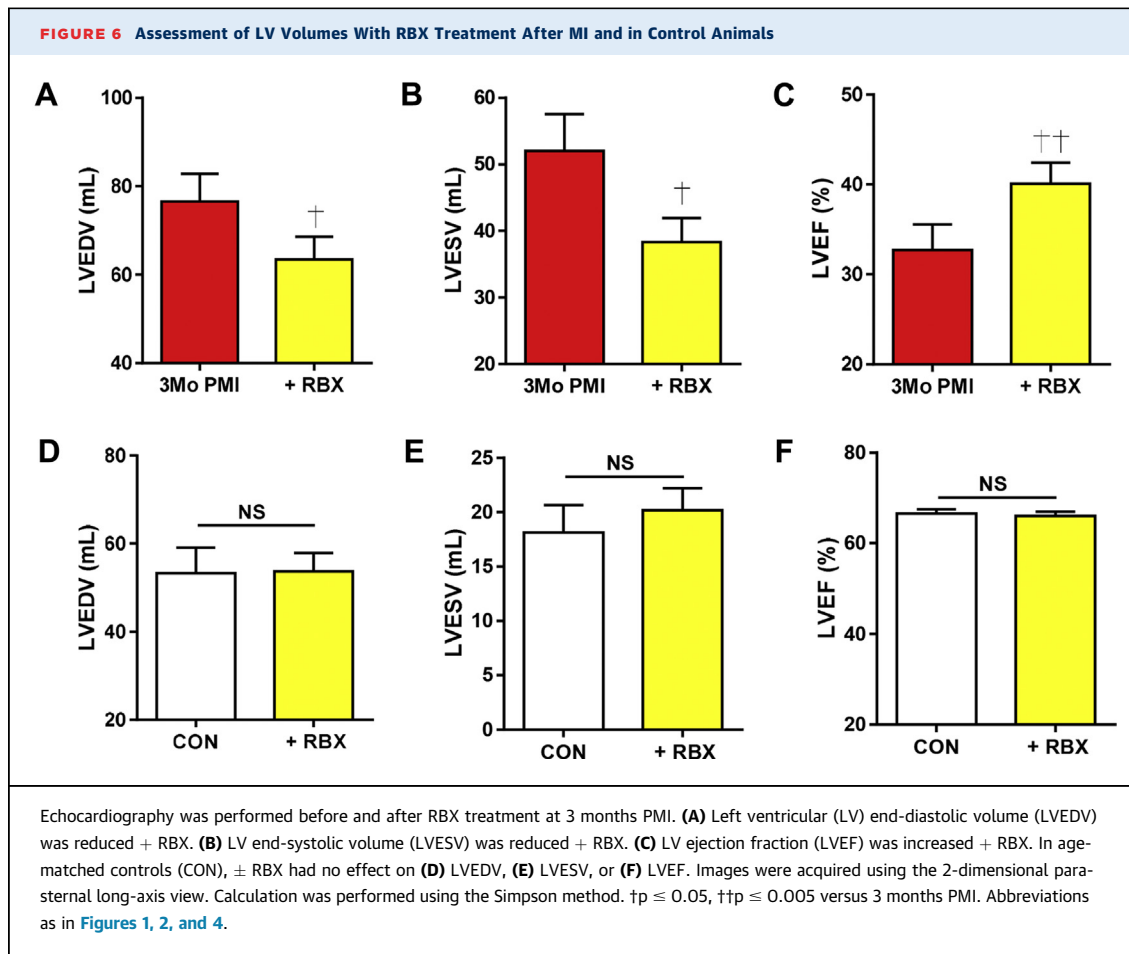 FIGURE 6 Assessment of LV Volumes With RBX Treatment After MI and in Control Animals
A
100
80
60
40
LVEDV (mL)
†
3Mo PMI + RBX
B
60
50
40
30
20
LVESV (mL)
†
3Mo PMI + RBX
C
50
40
30
20
LVEF (%)
††
3Mo PMI + RBX
D
80
60
40
20
LVEDV (mL)
NS
CON + RBX
E
25
20
15
10
5
0
LVESV (mL)
NS
CON + RBX
F
80
60
40
20
LVEF (%)
NS
CON + RBX
Echocardiography was performed before and after RBX treatment at 3 months PMI. (A) Left ventricular (LV) end-diastolic volume (LVEDV)
was reduced + RBX. (B) LV end-systolic volume (LVESV) was reduced + RBX. (C) LV ejection fraction (LVEF) was increased + RBX. In age-
matched controls (CON), ± RBX had no effect on (D) LVEDV, (E) LVESV, or (F) LVEF. Images were acquired using the 2-dimensional para-
sternal long-axis view. Calculation was performed using the Simpson method. †p ≤ 0.05, ††p ≤ 0.005 versus 3 months PMI. Abbreviations
as in Figures 1, 2, and 4.